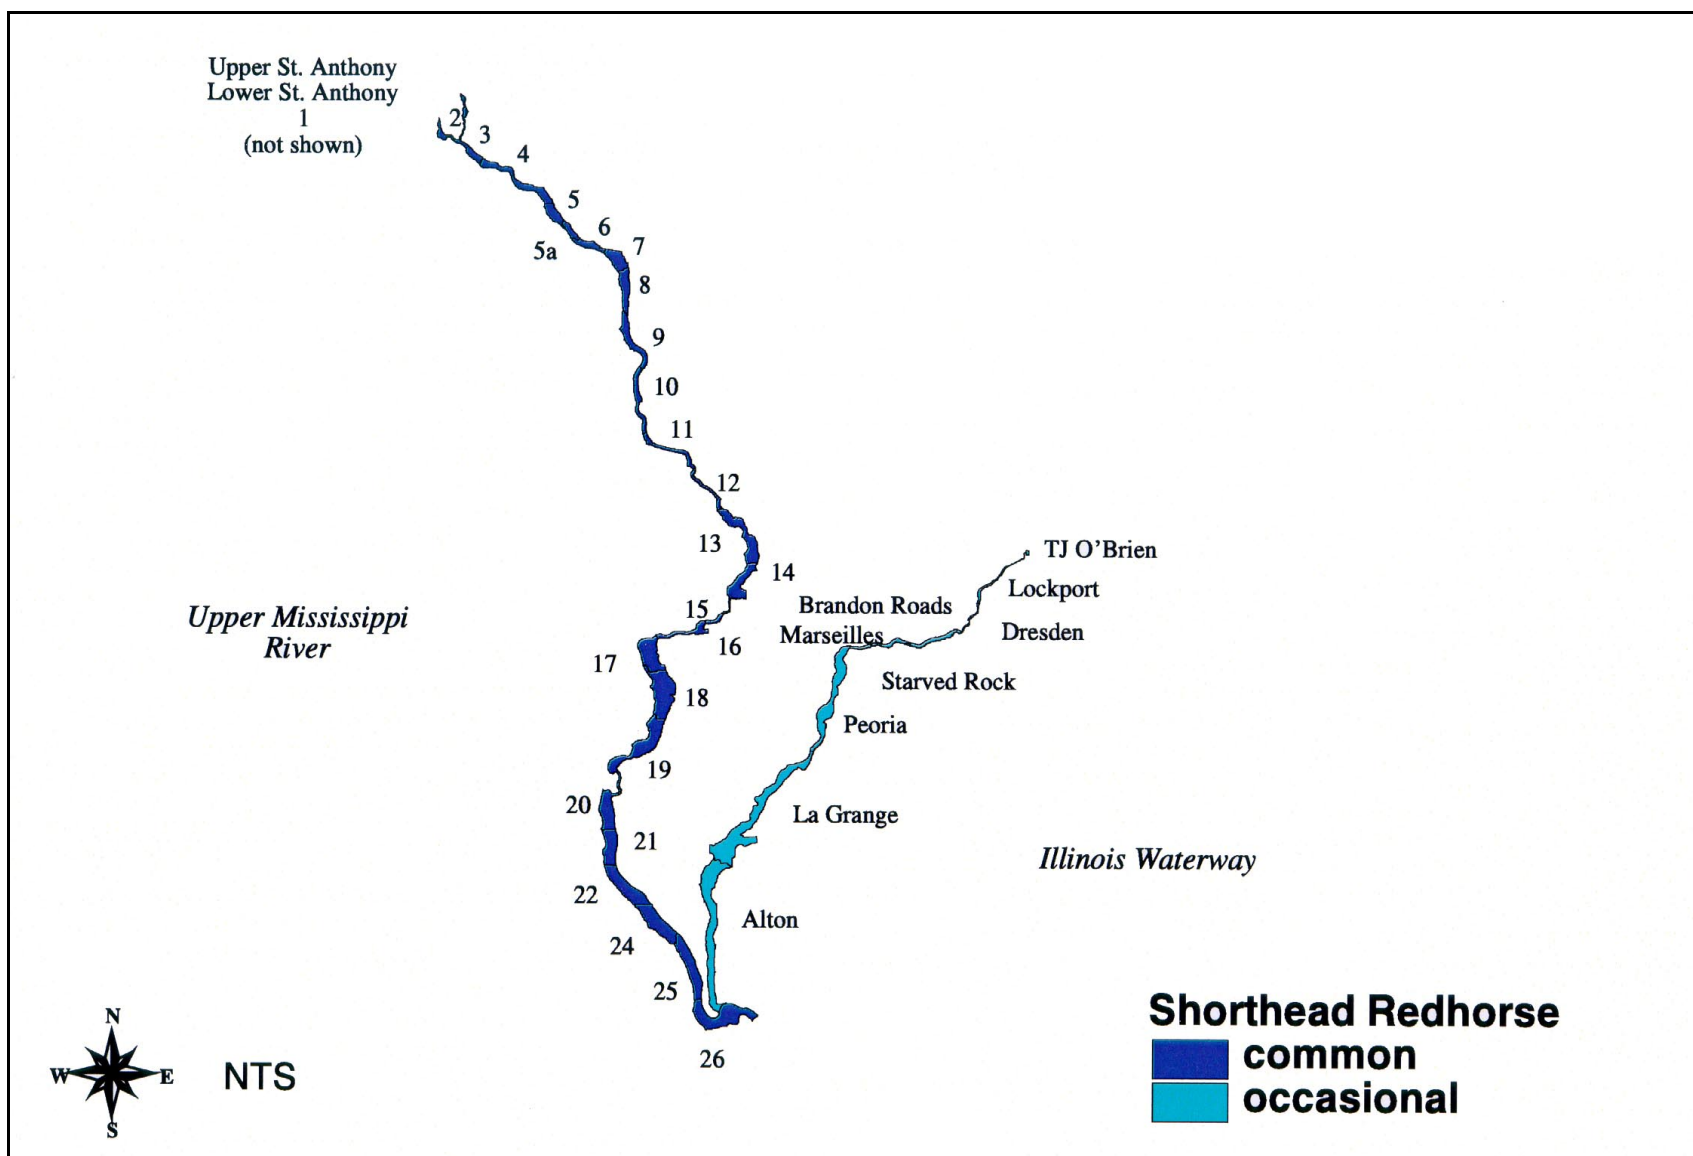 Upper St. Anthony
Lower St. Anthony
1
(not shown)
2
3
4
5
5a
6
7
8
9
10
11
12
13
14
15
16
17
18
19
20
21
22
24
25
26
Upper Mississippi
River
TJ O'Brien
Lockport
Brandon Roads
Dresden
Marseilles
Starved Rock
Peoria
La Grange
Alton
Illinois Waterway
N
W
E
S
NTS
Shorthead Redhorse
common
occasional